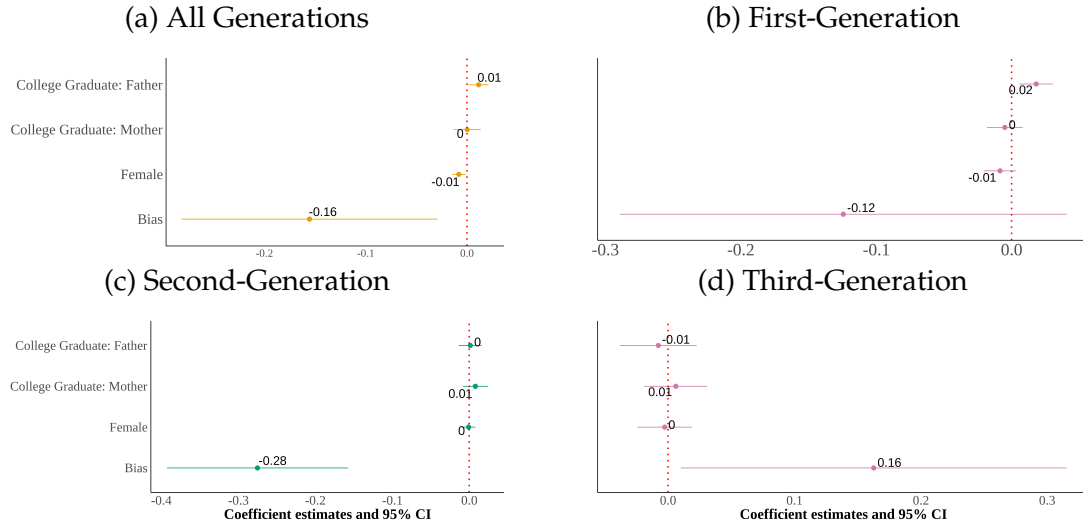 (a) All Generations
College Graduate: Father
College Graduate: Mother
Female
Bias
0.01
0
-0.01
-0.16
-0.2
-0.1
0.0
(b) First-Generation
0.02
0
-0.01
-0.12
-0.3
-0.2
-0.1
0.0
(c) Second-Generation
College Graduate: Father
College Graduate: Mother
Female
Bias
0
0.01
0
-0.28
-0.4
-0.3
-0.2
-0.1
0.0
Coefficient estimates and 95% CI
(d) Third-Generation
-0.01
0.01
0
0.16
0.0
0.1
0.2
0.3
Coefficient estimates and 95% CI